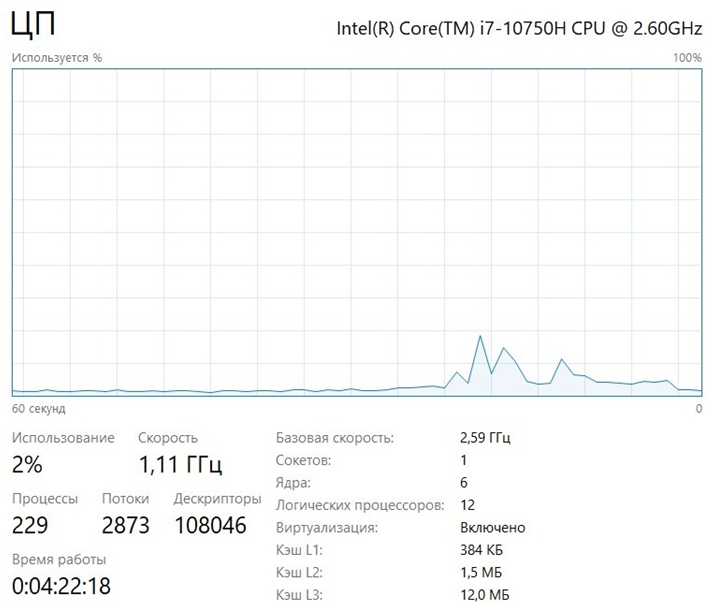 ЦП
Intel(R) Core(TM) i7-10750H CPU @ 2.60GHz
Используется %
100%
60 секунд
0
Использование
Скорость
2%
1,11 ГГц
Процессы
Потоки
Дескрипторы
229
2873
108046
Время работы
0:04:22:18
Базовая скорость: 2,59 ГГц
Сокетов: 1
Ядра: 6
Логических процессоров: 12
Виртуализация: Включено
Кэш L1: 384 КБ
Кэш L2: 1,5 МБ
Кэш L3: 12,0 МБ